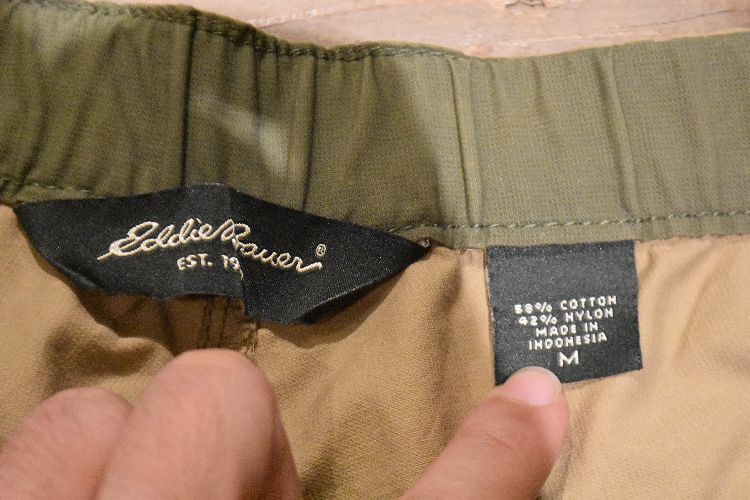 Eddie Bauer®
EST. 19
58% COTTON
42% NYLON
MADE IN
INDONESIA
M